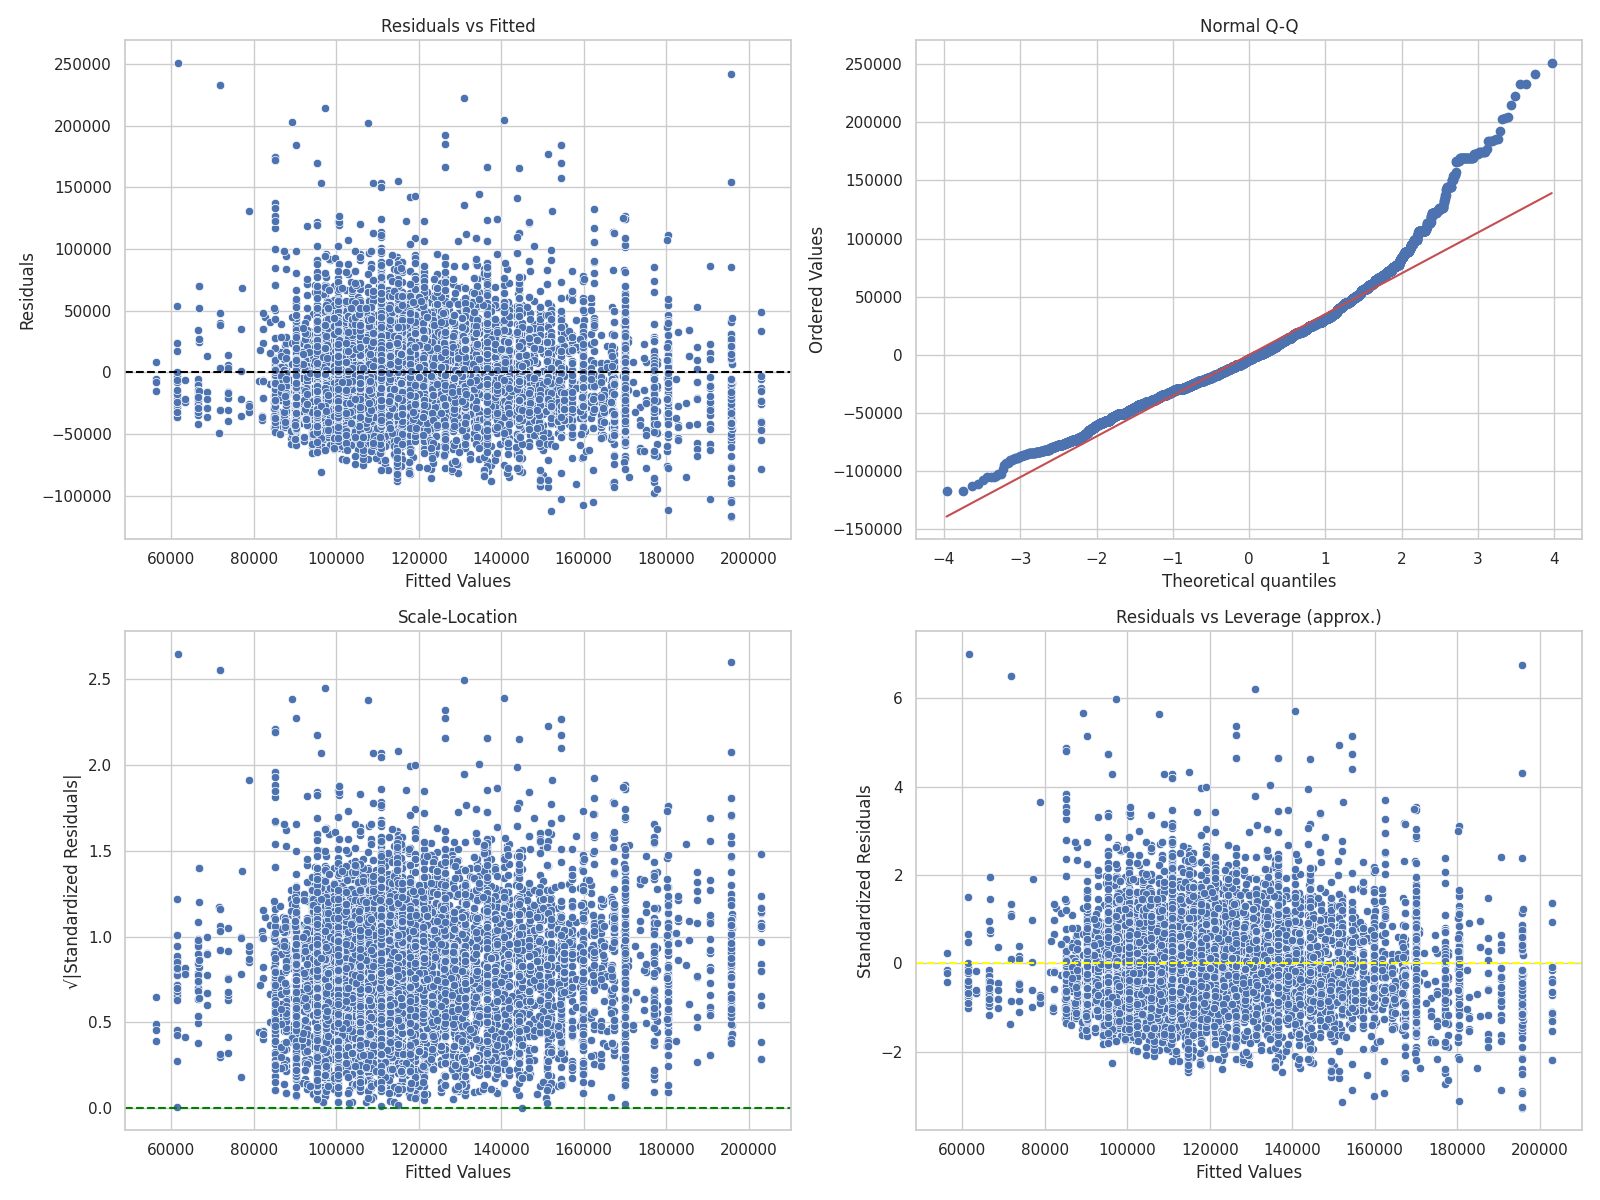 Residuals vs Fitted
250000
200000
150000
100000
50000
0
−50000
−100000
Residuals
60000 80000 100000 120000 140000 160000 180000 200000
Fitted Values
Normal Q-Q
250000
200000
150000
100000
50000
0
−50000
−100000
−150000
Ordered Values
−4 −3 −2 −1 0 1 2 3 4
Theoretical quantiles
Scale-Location
2.5
2.0
1.5
1.0
0.5
0.0
√|Standardized Residuals|
60000 80000 100000 120000 140000 160000 180000 200000
Fitted Values
Residuals vs Leverage (approx.)
6
4
2
0
−2
Standardized Residuals
60000 80000 100000 120000 140000 160000 180000 200000
Fitted Values